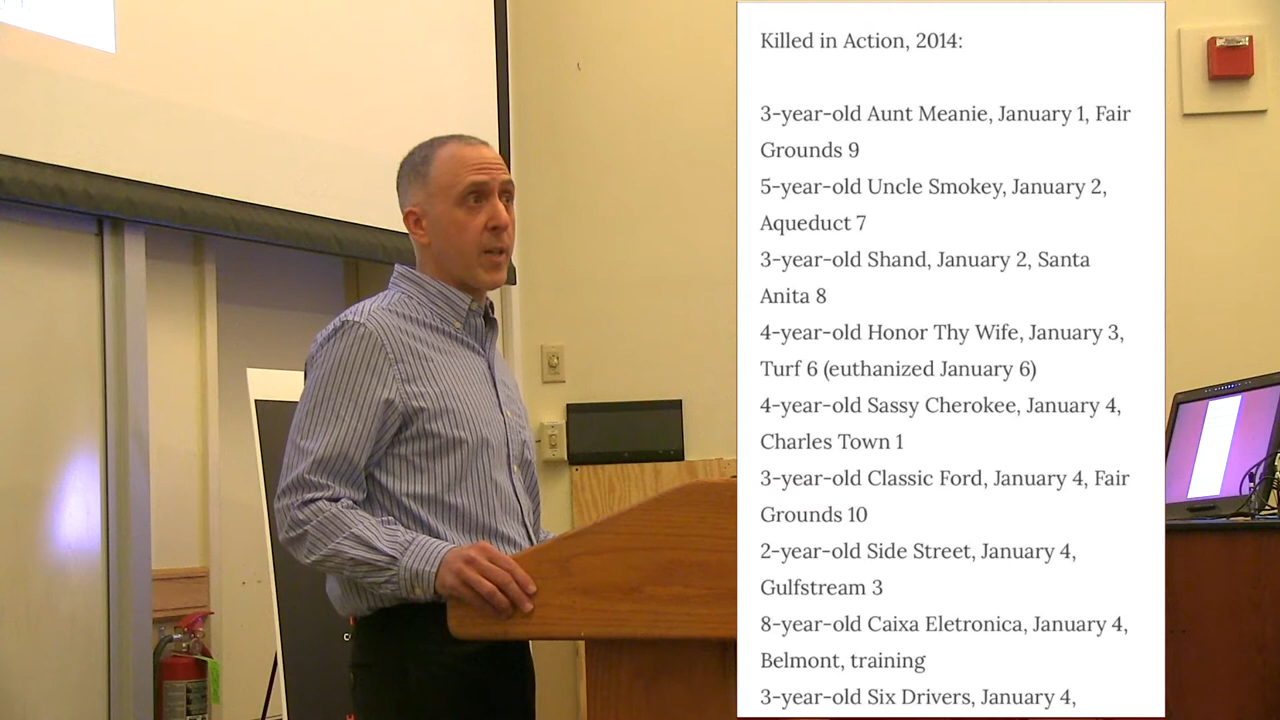 Killed in Action, 2014:
3-year-old Aunt Meanie, January 1, Fair
Grounds 9
5-year-old Uncle Smokey, January 2,
Aqueduct 7
3-year-old Shand, January 2, Santa
Anita 8
4-year-old Honor Thy Wife, January 3,
Turf 6 (euthanized January 6)
4-year-old Sassy Cherokee, January 4,
Charles Town 1
3-year-old Classic Ford, January 4, Fair
Grounds 10
2-year-old Side Street, January 4,
Gulfstream 3
8-year-old Caixa Eletronica, January 4,
Belmont, training
3-year-old Six Drivers, January 4,